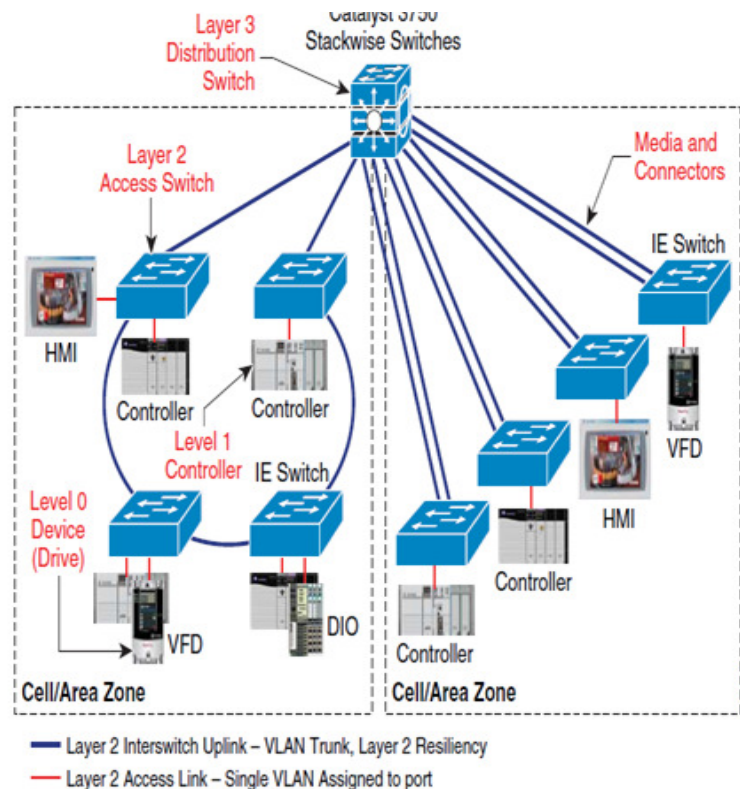 Catalyst 3750
Stackwise Switches
Layer 3
Distribution
Switch
Layer 2
Access Switch
Media and
Connectors
IE Switch
HMI
Controller
Controller
Level 1
Controller
IE Switch
VFD
HMI
Level 0
Device
(Drive)
Controller
VFD
DIO
Controller
Cell/Area Zone
Cell/Area Zone
Layer 2 Interswitch Uplink – VLAN Trunk, Layer 2 Resiliency
Layer 2 Access Link – Single VLAN Assigned to port